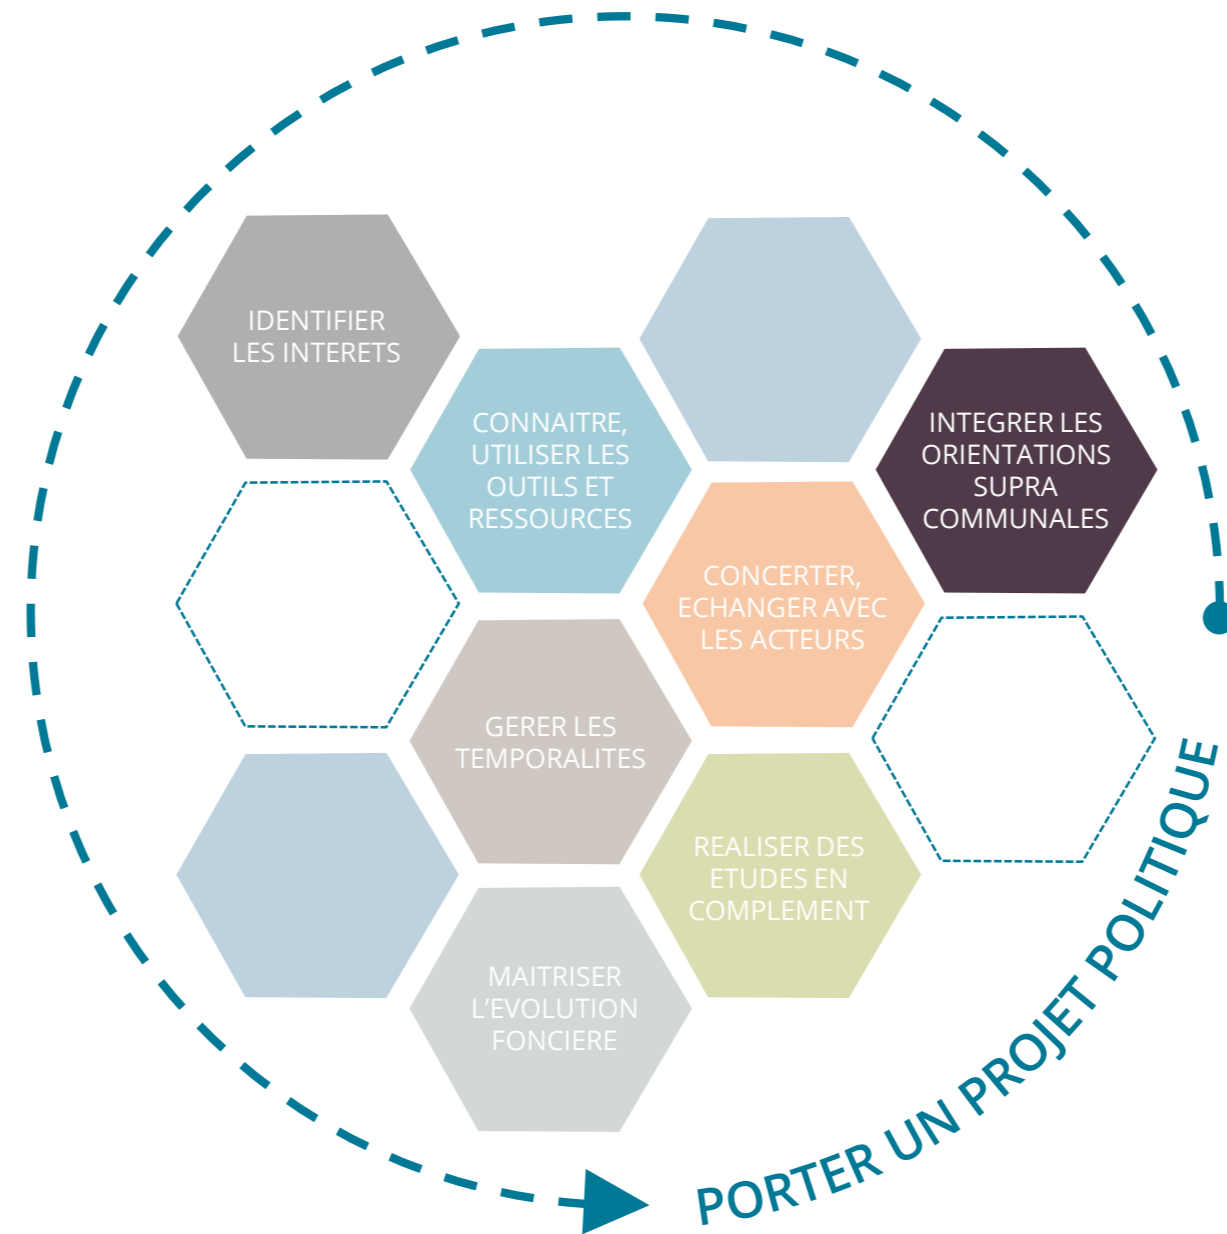 IDENTIFIER
LES INTERETS
CONNAITRE,
UTILISER LES
OUTILS ET
RESSOURCES
INTEGRER LES
ORIENTATIONS
SUPRA
COMMUNALES
CONCERTER,
ECHANGER AVEC
LES ACTEURS
GERER LES
TEMPORALITES
REALISER DES
ETUDES EN
COMPLEMENT
MAITRISER
L’EVOLUTION
FONCIERE
PORTER UN PROJET POLITIQUE